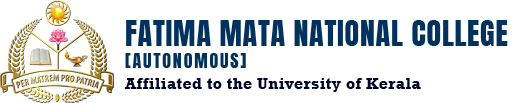 FATIMA MATA NATIONAL COLLEGE
[AUTONOMOUS]
Affiliated to the University of Kerala
PER MATREM PRO PATRIA